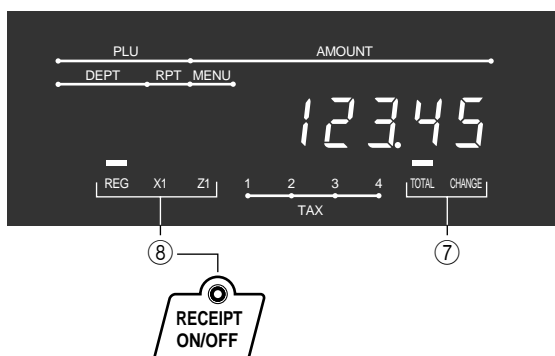 PLU AMOUNT
DEPT RPT MENU
123.45
REG X1 Z1 1 2 3 4 TOTAL CHANGE
TAX
⑧ ⑦
RECEIPT
ON/OFF